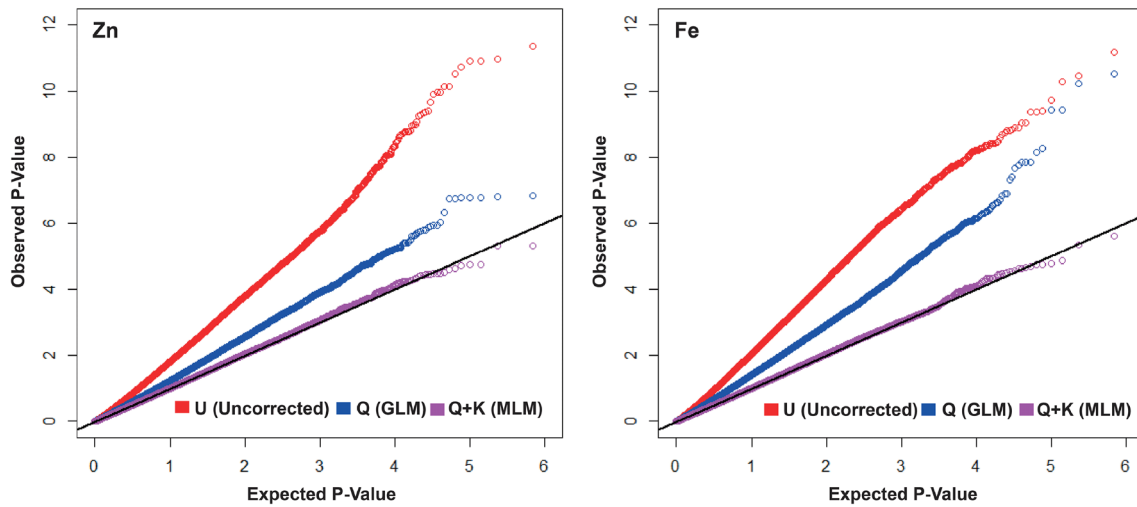 Zn
12
10
8
6
4
2
0
Observed P-Value
U (Uncorrected) Q (GLM) Q+K (MLM)
0 1 2 3 4 5 6
Expected P-Value
Fe
12
10
8
6
4
2
0
Observed P-Value
U (Uncorrected) Q (GLM) Q+K (MLM)
0 1 2 3 4 5 6
Expected P-Value